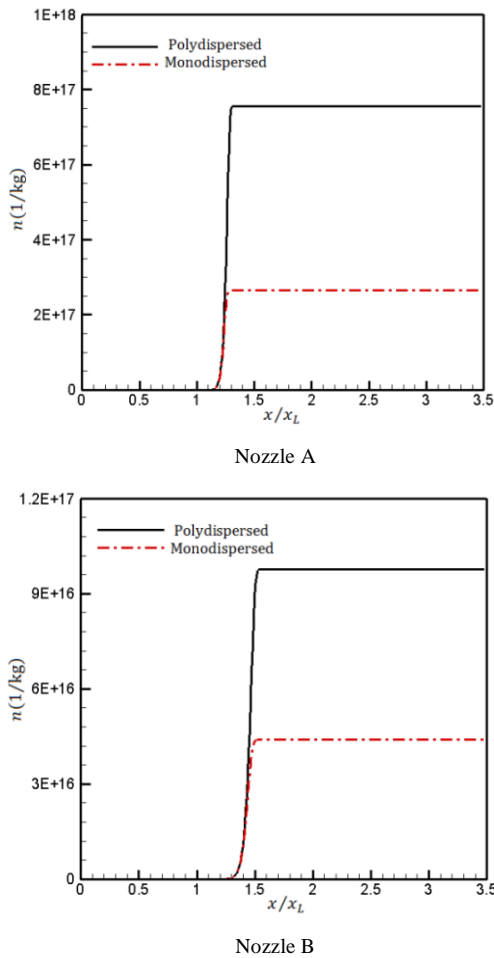 1E+18
Polydispersed
Monodispersed
8E+17
6E+17
n(1/kg)
4E+17
2E+17
0
0 0.5 1 1.5 2 2.5 3 3.5
x/x_L
Nozzle A
1.2E+17
Polydispersed
Monodispersed
9E+16
n(1/kg)
6E+16
3E+16
0
0 0.5 1 1.5 2 2.5 3 3.5
x/x_L
Nozzle B